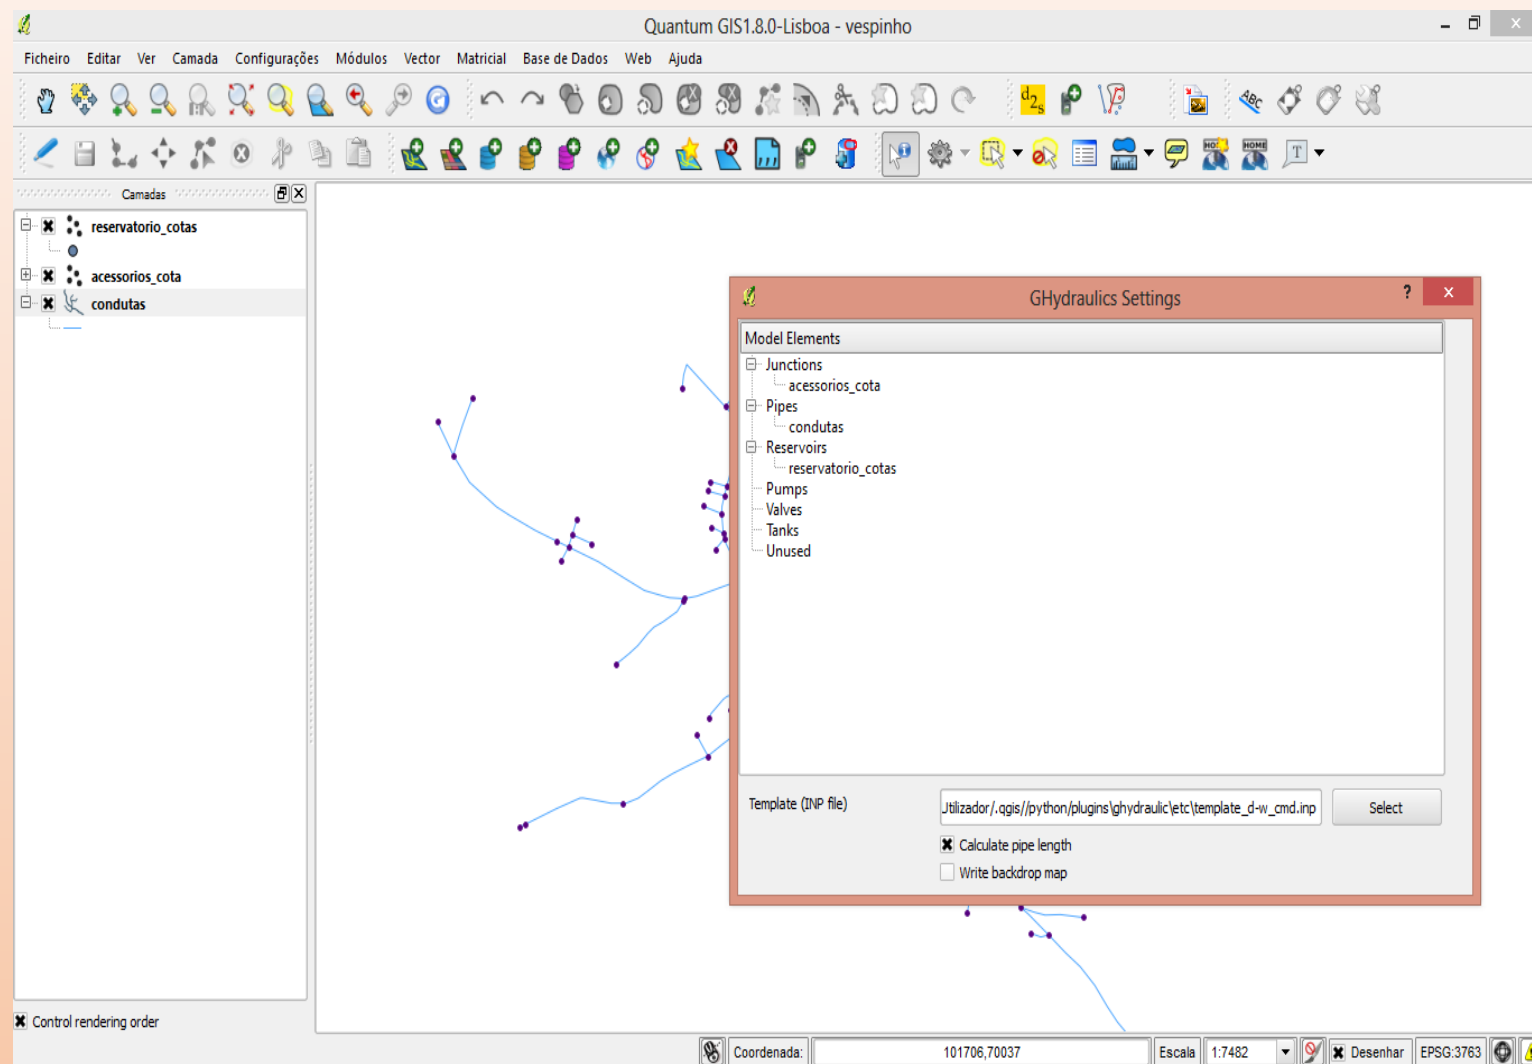 Quantum GIS1.8.0-Lisboa - vespinho
Ficheiro Editar Ver Camada Configurações Módulos Vector Matricial Base de Dados Web Ajuda
d2s
ABC
HOME
T
Camadas
reservatorio_cotas
acessorios_cota
condutas
GHydraulics Settings
?
Model Elements
Junctions
acessorios_cota
Pipes
condutas
Reservoirs
reservatorio_cotas
Pumps
Valves
Tanks
Unused
Template (INP file)
Jtilizador/.qgis//python/plugins\ghydraulic\etc\template_d-w_cmd.inp
Select
Calculate pipe length
Write backdrop map
Control rendering order
Coordenada: 101706,70037 Escala 1:7482 Desenhar EPSG:3763